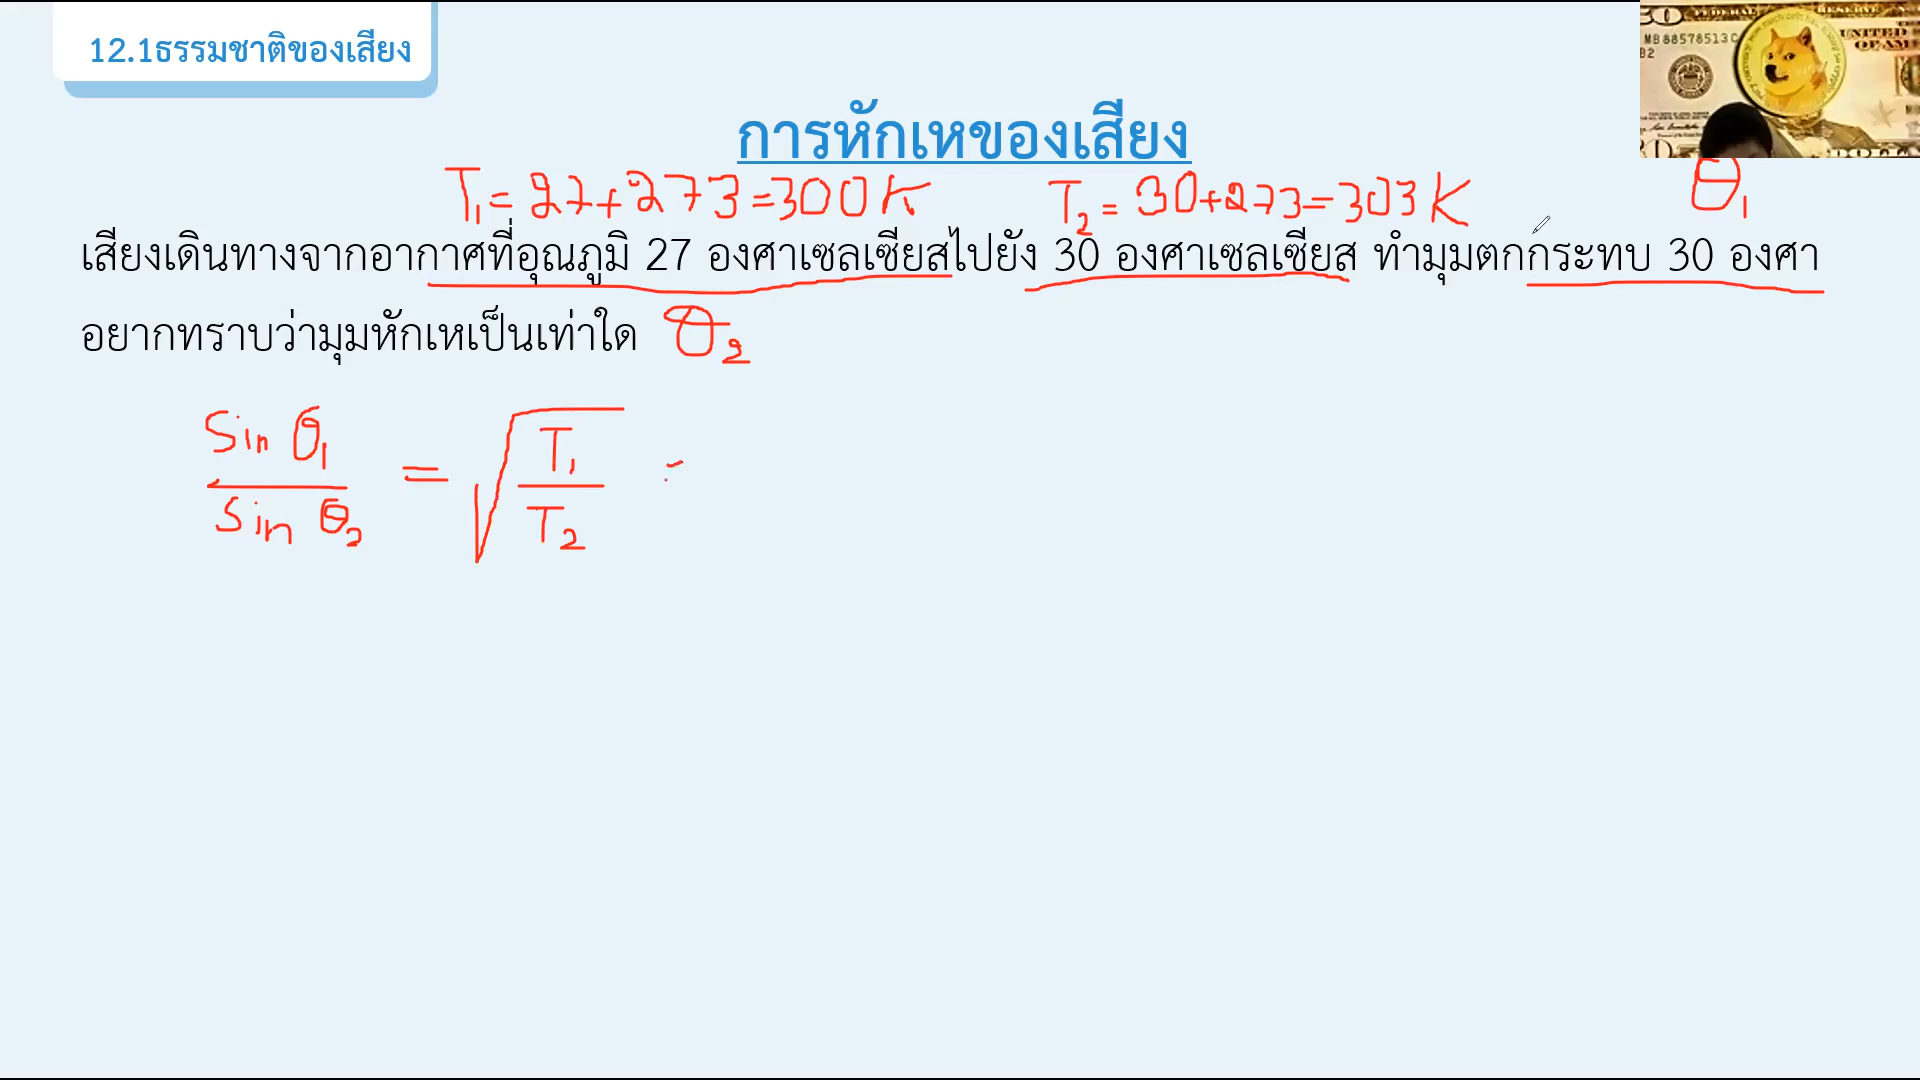 12.1ธรรมชาติของเสียง
MB88578513C
UNITED
OF AM
การหักเหของเสียง
T₁ = 27+273=300 K T₂ = 30+273=303 K θ₁
เสียงเดินทางจากอากาศที่อุณภูมิ 27 องศาเซลเซียสไปยัง 30 องศาเซลเซียส ทำมุมตกกระทบ 30 องศา
อยากทราบว่ามุมหักเหเป็นเท่าใด θ₂
Sin θ₁ / Sin θ₂ = √(T₁ / T₂) =